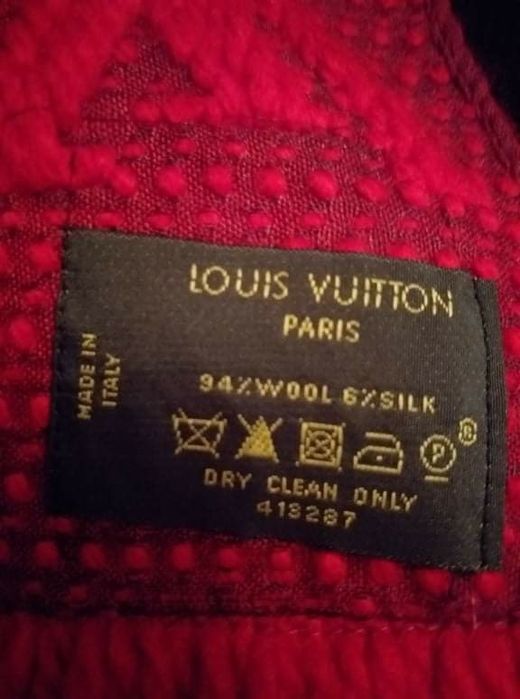 LOUIS VUITTON
PARIS
MADE IN
ITALY
94%WOOL 6%SILK
P
DRY CLEAN ONLY
413287